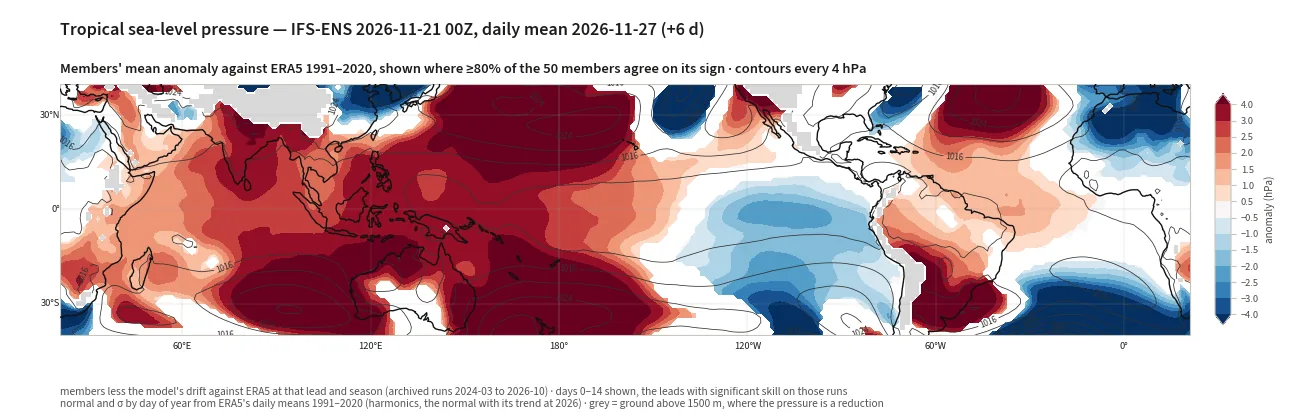 Tropical sea-level pressure — IFS-ENS 2026-11-21 00Z, daily mean 2026-11-27 (+6 d)
Members' mean anomaly against ERA5 1991–2020, shown where ≥80% of the 50 members agree on its sign · contours every 4 hPa
30°N
0°
30°S
60°E
120°E
180°
120°W
60°W
0°
1024
1016
1016
1016
1016
1016
1016
1016
4.0
3.0
2.5
2.0
1.5
1.0
0.5
−0.5
−1.0
−1.5
−2.0
−2.5
−3.0
−4.0
anomaly (hPa)
members less the model's drift against ERA5 at that lead and season (archived runs 2024-03 to 2026-10) · days 0–14 shown, the leads with significant skill on those runs
normal and σ by day of year from ERA5's daily means 1991–2020 (harmonics, the normal with its trend at 2026) · grey = ground above 1500 m, where the pressure is a reduction